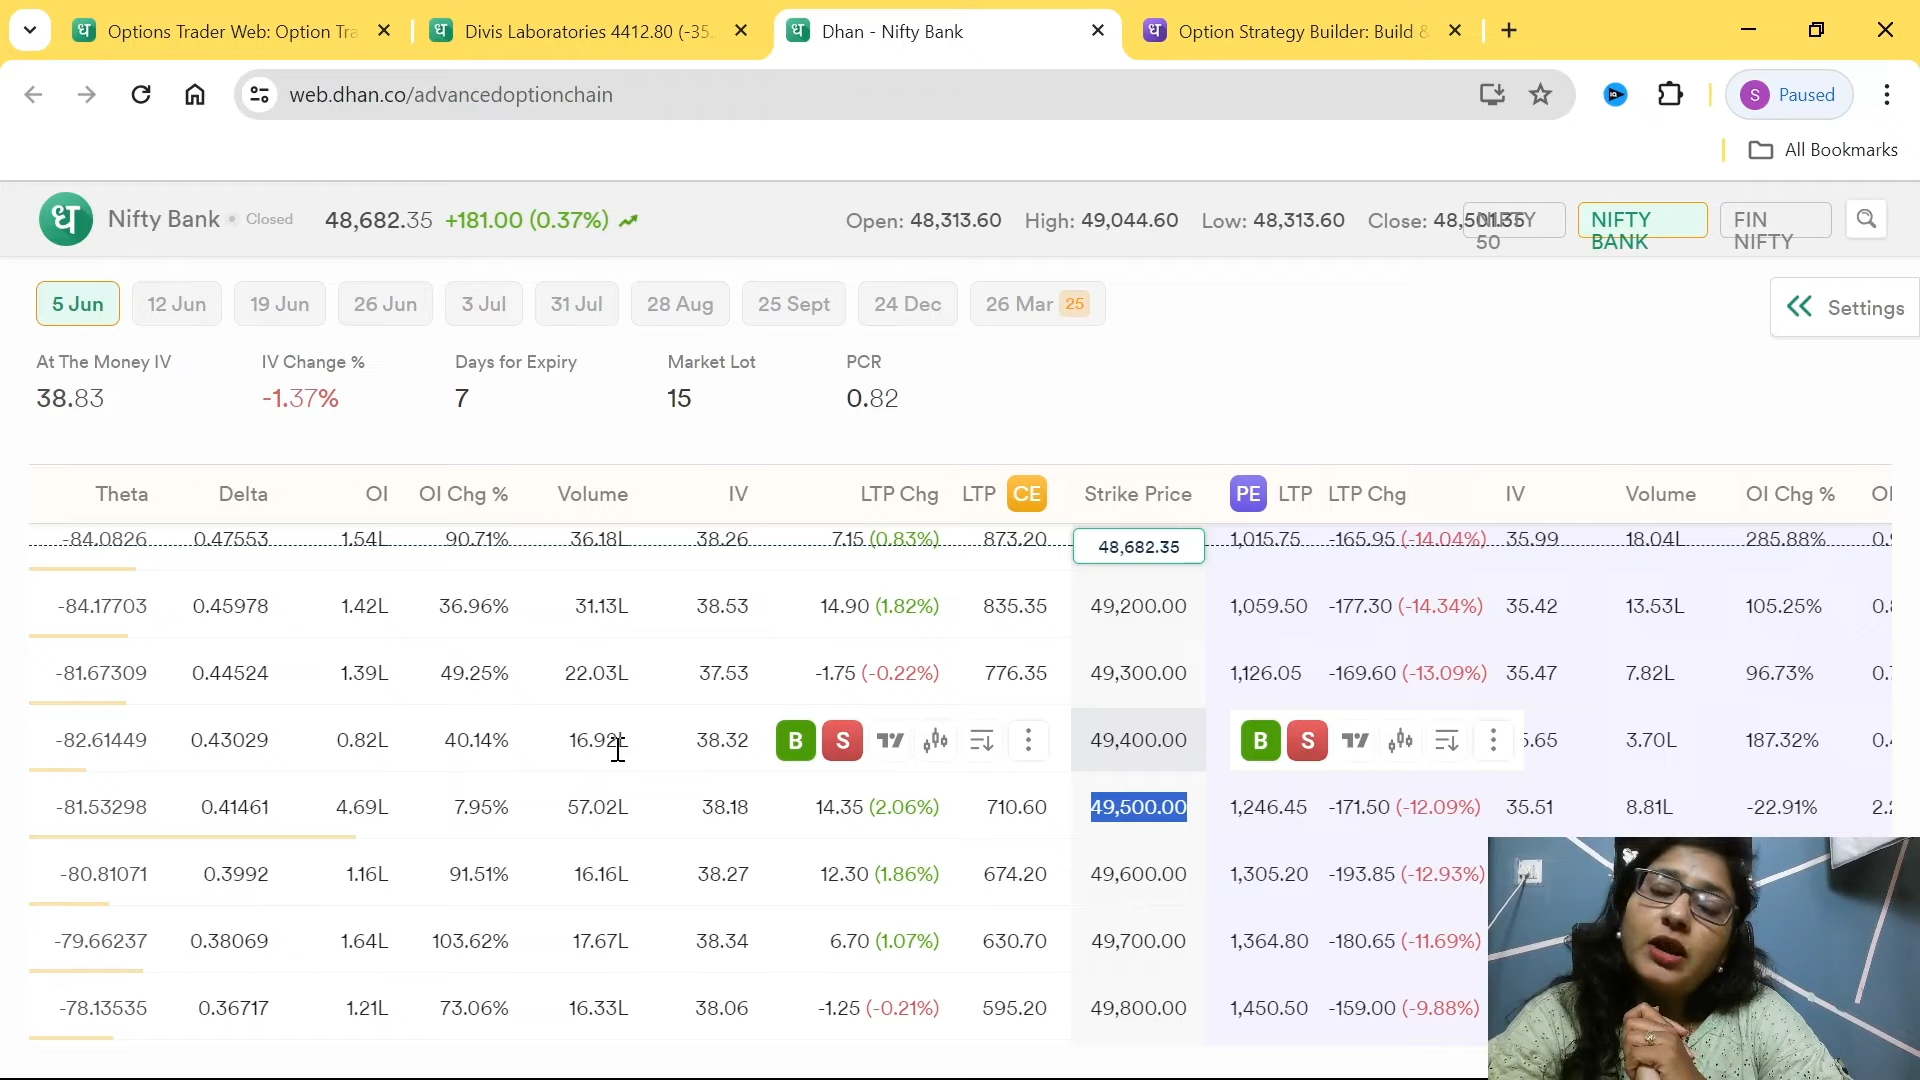 Options Trader Web: Option Tra
Divis Laboratories 4412.80 (-35.
Dhan - Nifty Bank
Option Strategy Builder: Build &
web.dhan.co/advancedoptionchain
S Paused
All Bookmarks
ध Nifty Bank Closed 48,682.35 +181.00 (0.37%) Open: 48,313.60 High: 49,044.60 Low: 48,313.60 Close: 48,501.35 NIFTY 50 NIFTY BANK FIN NIFTY
5 Jun 12 Jun 19 Jun 26 Jun 3 Jul 31 Jul 28 Aug 25 Sept 24 Dec 26 Mar 25 Settings
At The Money IV IV Change % Days for Expiry Market Lot PCR
38.83 -1.37% 7 15 0.82
Theta Delta OI OI Chg % Volume IV LTP Chg LTP CE Strike Price PE LTP LTP Chg IV Volume OI Chg %
-84.0826 0.47553 1.54L 90.71% 36.18L 38.26 7.15 (0.83%) 873.20 48,682.35 1,015.75 -165.95 (-14.04%) 35.99 18.04L 285.88%
-84.17703 0.45978 1.42L 36.96% 31.13L 38.53 14.90 (1.82%) 835.35 49,200.00 1,059.50 -177.30 (-14.34%) 35.42 13.53L 105.25%
-81.67309 0.44524 1.39L 49.25% 22.03L 37.53 -1.75 (-0.22%) 776.35 49,300.00 1,126.05 -169.60 (-13.09%) 35.47 7.82L 96.73%
-82.61449 0.43029 0.82L 40.14% 16.92L 38.32 B S 49,400.00 B S 5.65 3.70L 187.32%
-81.53298 0.41461 4.69L 7.95% 57.02L 38.18 14.35 (2.06%) 710.60 49,500.00 1,246.45 -171.50 (-12.09%) 35.51 8.81L -22.91%
-80.81071 0.3992 1.16L 91.51% 16.16L 38.27 12.30 (1.86%) 674.20 49,600.00 1,305.20 -193.85 (-12.93%)
-79.66237 0.38069 1.64L 103.62% 17.67L 38.34 6.70 (1.07%) 630.70 49,700.00 1,364.80 -180.65 (-11.69%)
-78.13535 0.36717 1.21L 73.06% 16.33L 38.06 -1.25 (-0.21%) 595.20 49,800.00 1,450.50 -159.00 (-9.88%)